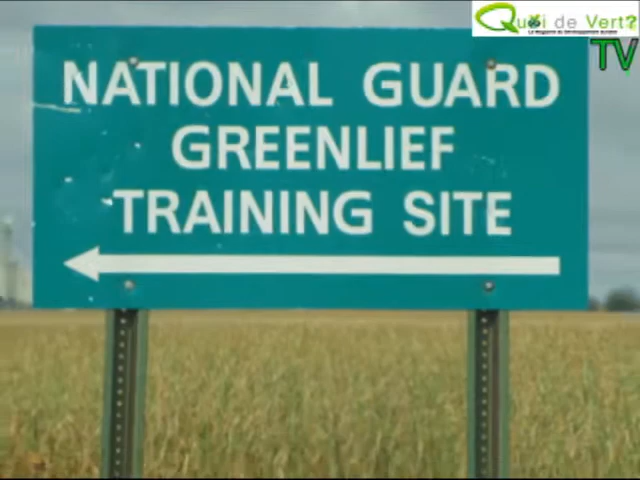 Quoi de Vert?
TV
NATIONAL GUARD
GREENLIEF
TRAINING SITE